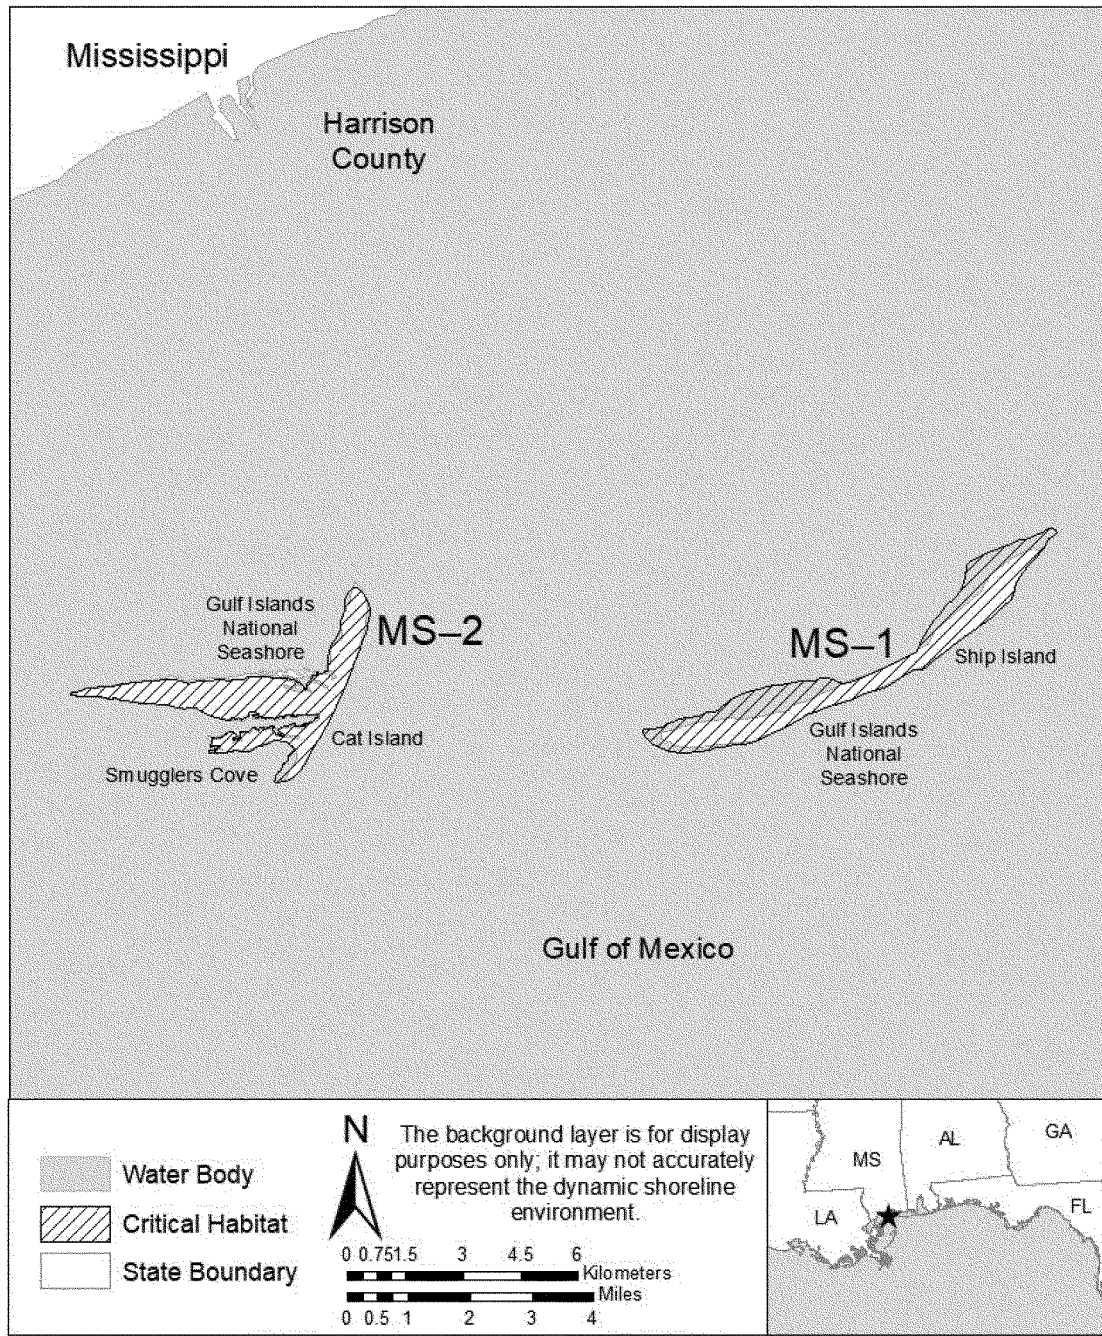 Mississippi
Harrison
County
Gulf Islands
National
Seashore
MS–2
MS–1
Ship Island
Cat Island
Gulf Islands
National
Seashore
Smugglers Cove
Gulf of Mexico
Water Body
Critical Habitat
State Boundary
N
The background layer is for display
purposes only; it may not accurately
represent the dynamic shoreline
environment.
0 0.75 1.5 3 4.5 6
Kilometers
Miles
0 0.5 1 2 3 4
MS
AL
GA
LA
FL